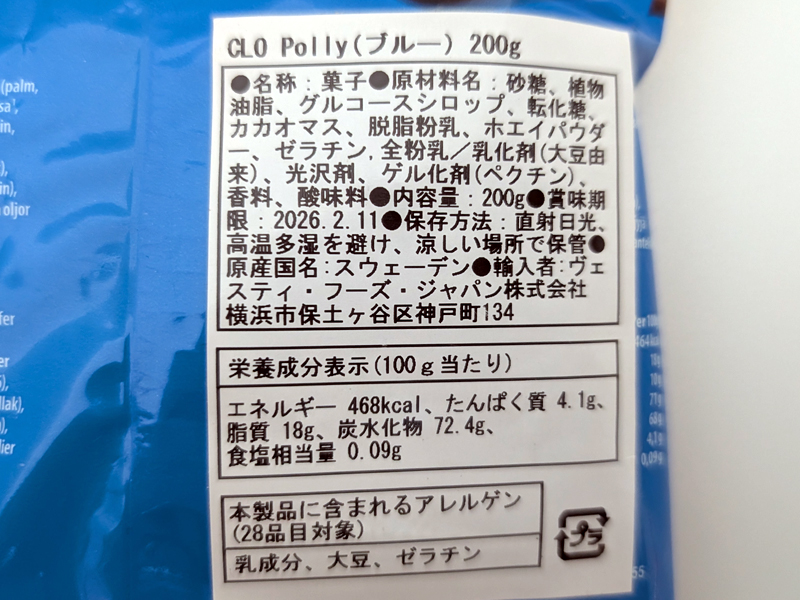 CLO Polly(ブルー) 200g
●名称：菓子●原材料名：砂糖、植物
油脂、グルコースシロップ、転化糖、
カカオマス、脱脂粉乳、ホエイパウダ
ー、ゼラチン,全粉乳／乳化剤(大豆由
来)、光沢剤、ゲル化剤(ペクチン)、
香料、酸味料●内容量：200g●賞味期
限：2026.2.11●保存方法：直射日光、
高温多湿を避け、涼しい場所で保管●
原産国名：スウェーデン●輸入者：ヴェ
スティ・フーズ・ジャパン株式会社
横浜市保土ヶ谷区神戸町134
栄養成分表示(100ｇ当たり)
エネルギー 468kcal、たんぱく質 4.1g、
脂質 18g、炭水化物 72.4g、
食塩相当量 0.09g
本製品に含まれるアレルゲン
(28品目対象)
乳成分、大豆、ゼラチン
プラ
(palm,
oljor